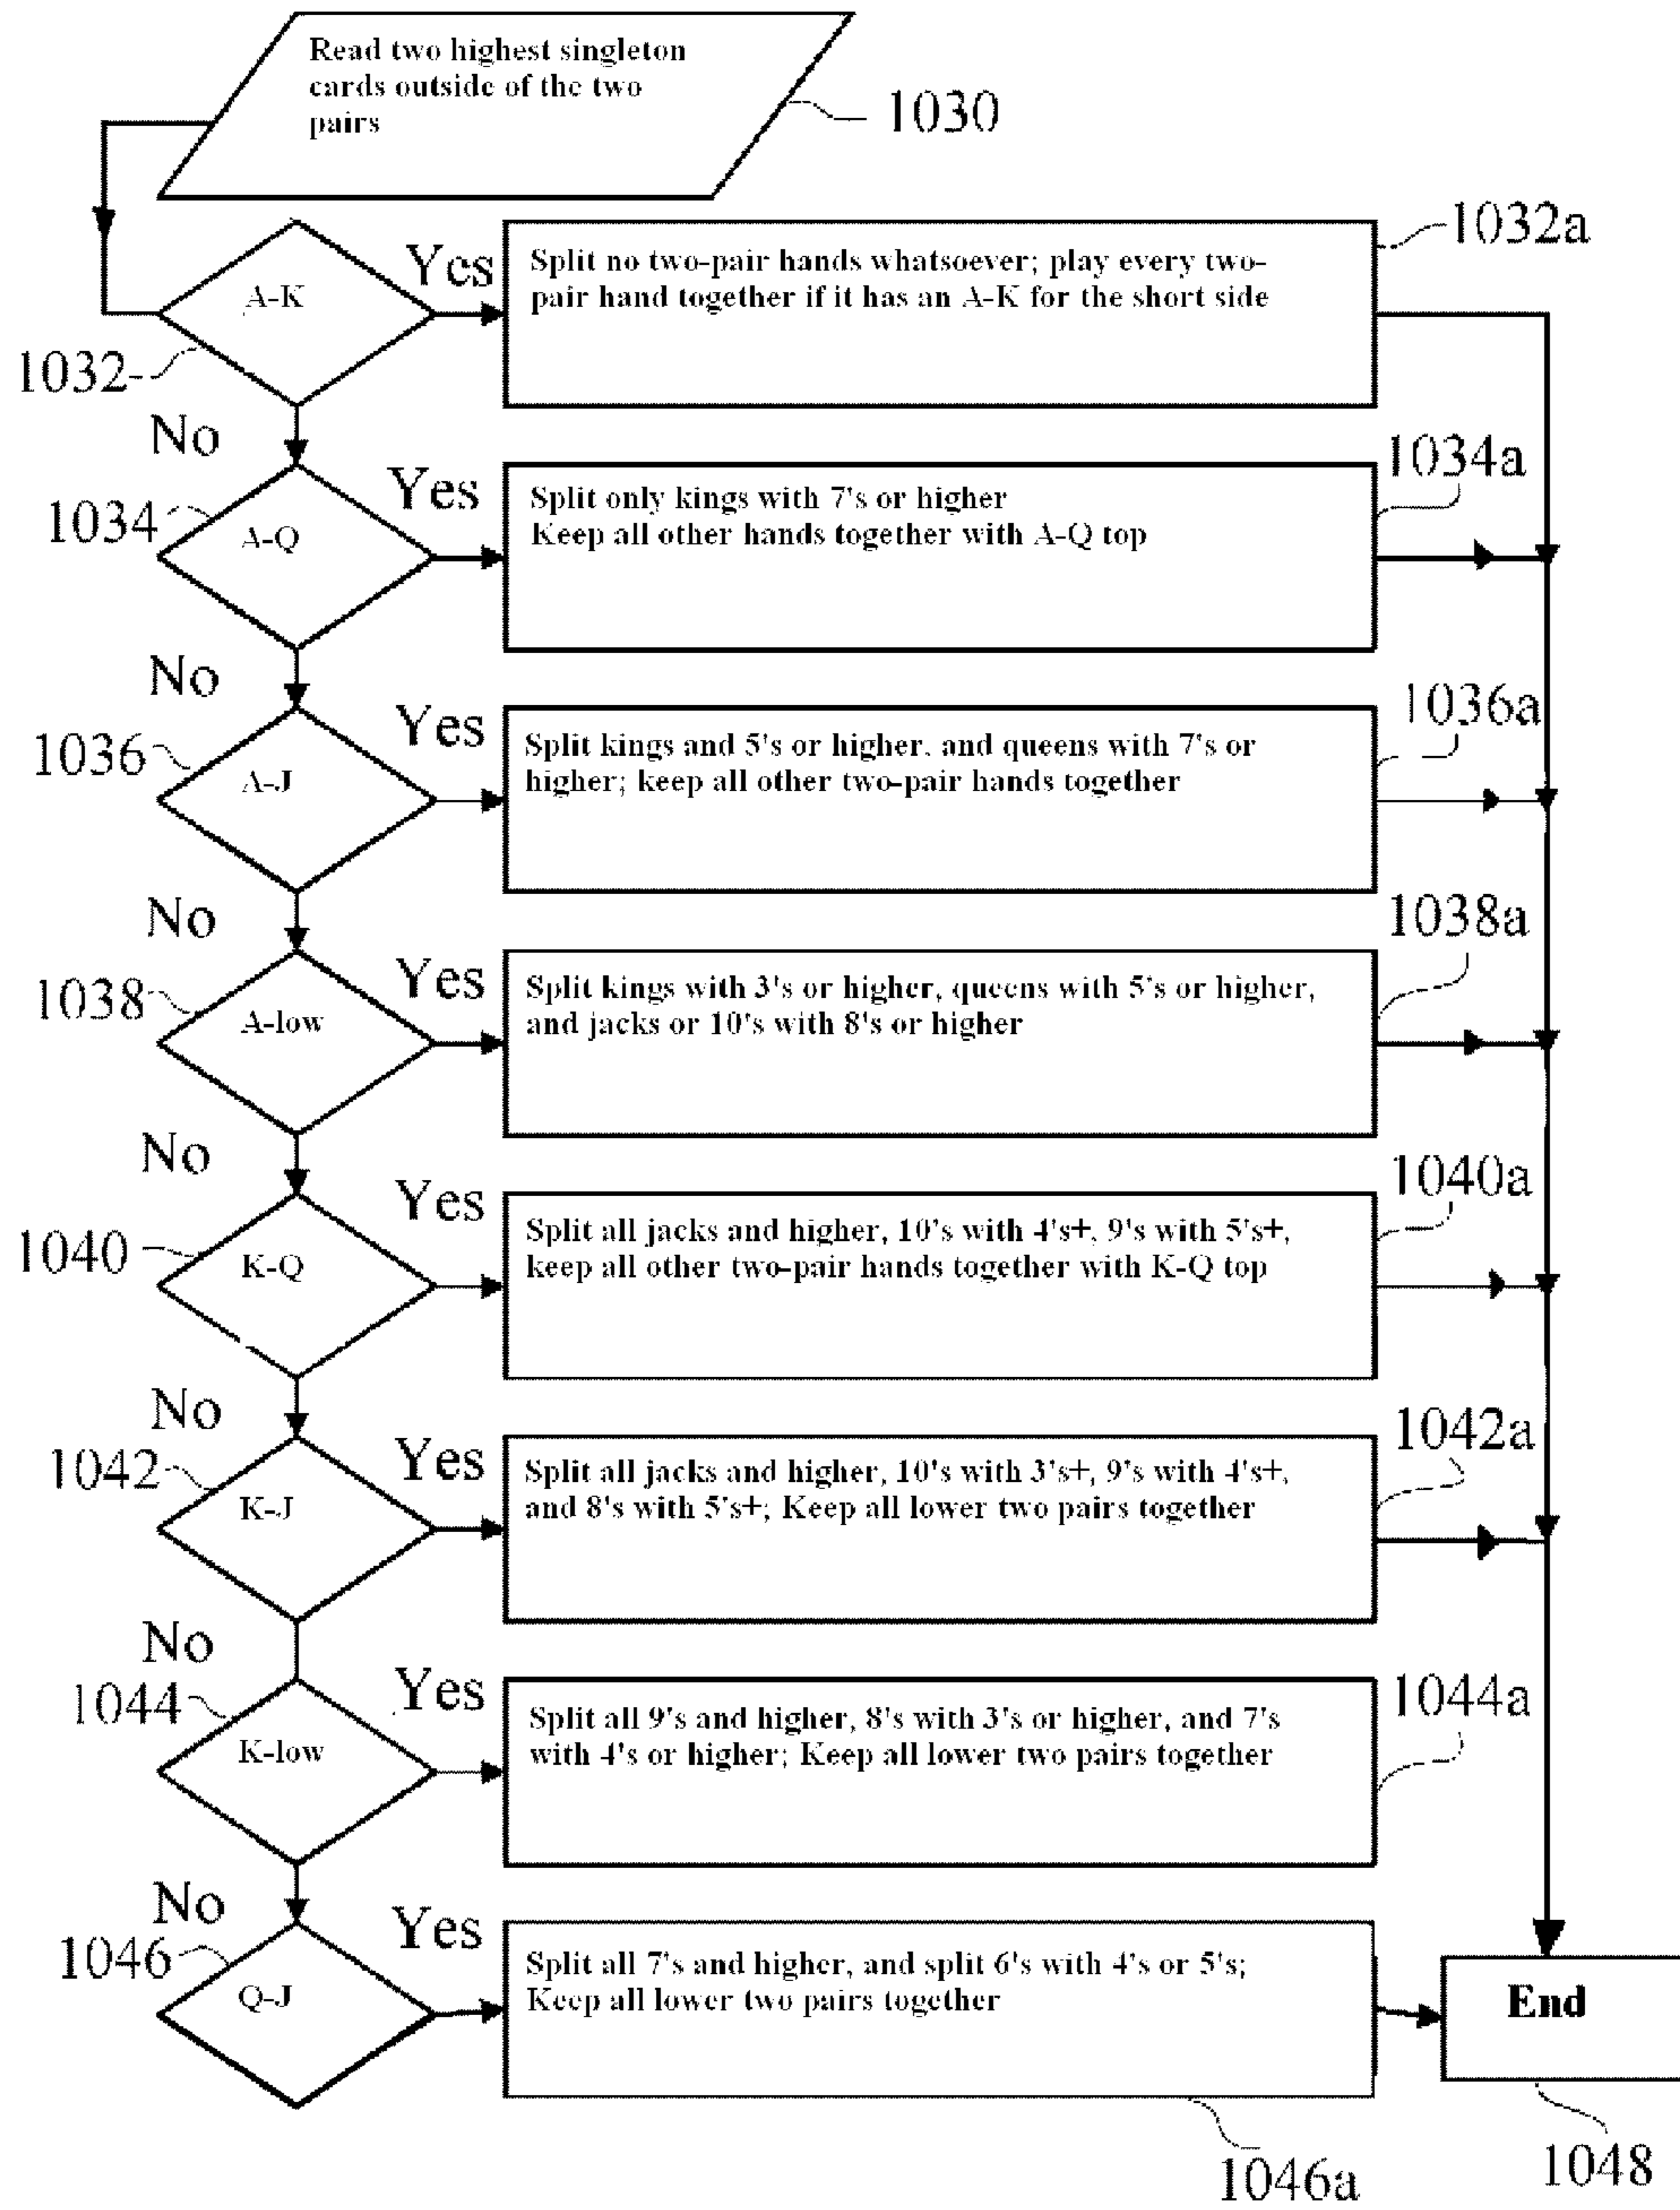 Read two highest singleton
cards outside of the two
pairs
1030
A-K
1032
Yes
Split no two-pair hands whatsoever; play every two-
pair hand together if it has an A-K for the short side
1032a
No
A-Q
1034
Yes
Split only kings with 7's or higher
Keep all other hands together with A-Q top
1034a
No
A-J
1036
Yes
Split kings and 5's or higher, and queens with 7's or
higher; keep all other two-pair hands together
1036a
No
A-low
1038
Yes
Split kings with 3's or higher, queens with 5's or higher,
and jacks or 10's with 8's or higher
1038a
No
K-Q
1040
Yes
Split all jacks and higher, 10's with 4's+, 9's with 5's+,
keep all other two-pair hands together with K-Q top
1040a
No
K-J
1042
Yes
Split all jacks and higher, 10's with 3's+, 9's with 4's+,
and 8's with 5's+; Keep all lower two pairs together
1042a
No
K-low
1044
Yes
Split all 9's and higher, 8's with 3's or higher, and 7's
with 4's or higher; Keep all lower two pairs together
1044a
No
Q-J
1046
Yes
Split all 7's and higher, and split 6's with 4's or 5's;
Keep all lower two pairs together
1046a
End
1048